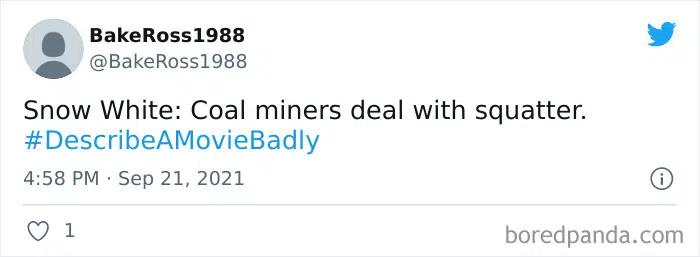 BakeRoss1988
@BakeRoss1988
Snow White: Coal miners deal with squatter.
#DescribeAMovieBadly
4:58 PM · Sep 21, 2021
1
boredpanda.com